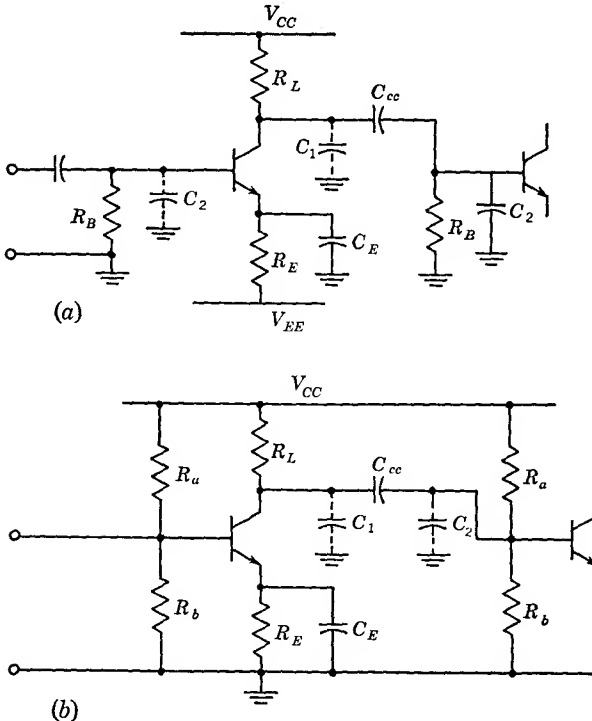 V_CC
R_L
C_cc
C_1
C_2
R_B
R_B
C_2
C_E
R_E
(a)
V_EE
V_CC
R_a
R_L
C_cc
R_a
C_1
C_2
R_b
R_E
C_E
R_b
(b)